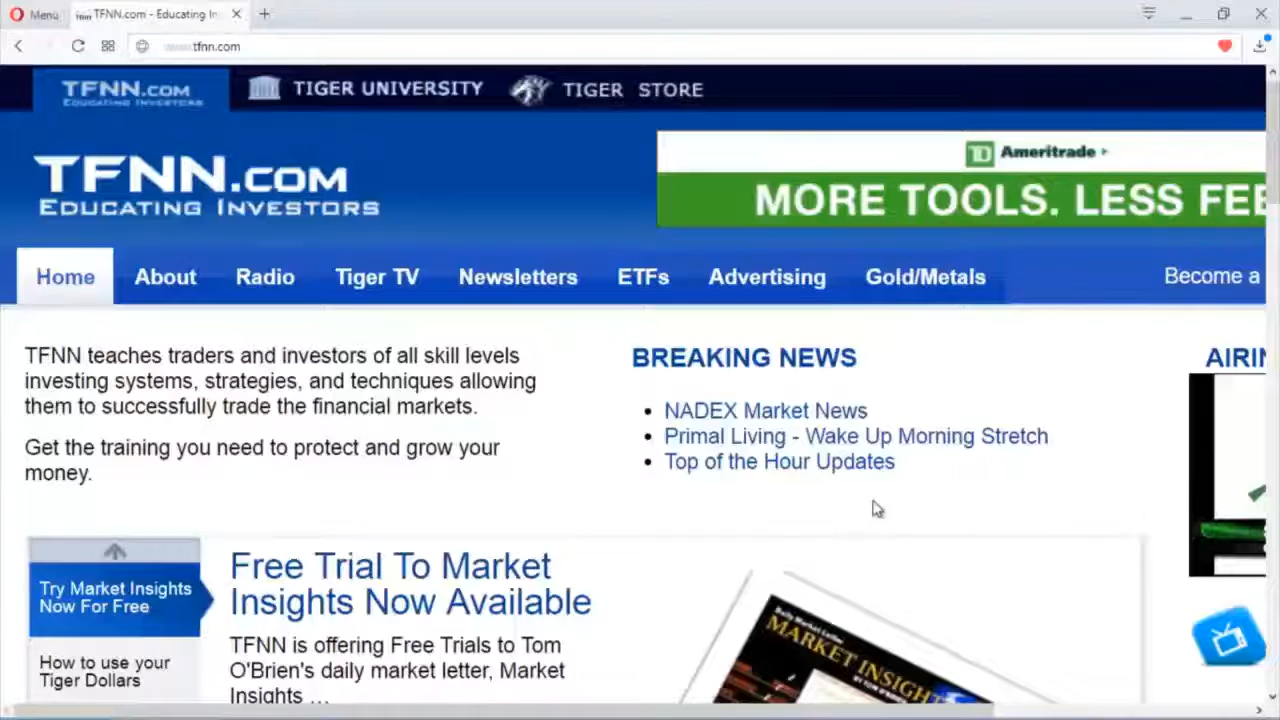 Menu
TFNN.com - Educating In
www.tfnn.com
TFNN.COM
EDUCATING INVESTORS
TIGER UNIVERSITY
TIGER STORE
TFNN.COM
EDUCATING INVESTORS
TD Ameritrade
MORE TOOLS. LESS FEE
Home
About
Radio
Tiger TV
Newsletters
ETFs
Advertising
Gold/Metals
Become a
TFNN teaches traders and investors of all skill levels
investing systems, strategies, and techniques allowing
them to successfully trade the financial markets.
Get the training you need to protect and grow your
money.
BREAKING NEWS
• NADEX Market News
• Primal Living - Wake Up Morning Stretch
• Top of the Hour Updates
AIRIN
Try Market Insights
Now For Free
How to use your
Tiger Dollars
Free Trial To Market
Insights Now Available
TFNN is offering Free Trials to Tom
O'Brien's daily market letter, Market
Insights ...
Daily Market Letter
MARKET INSIGH